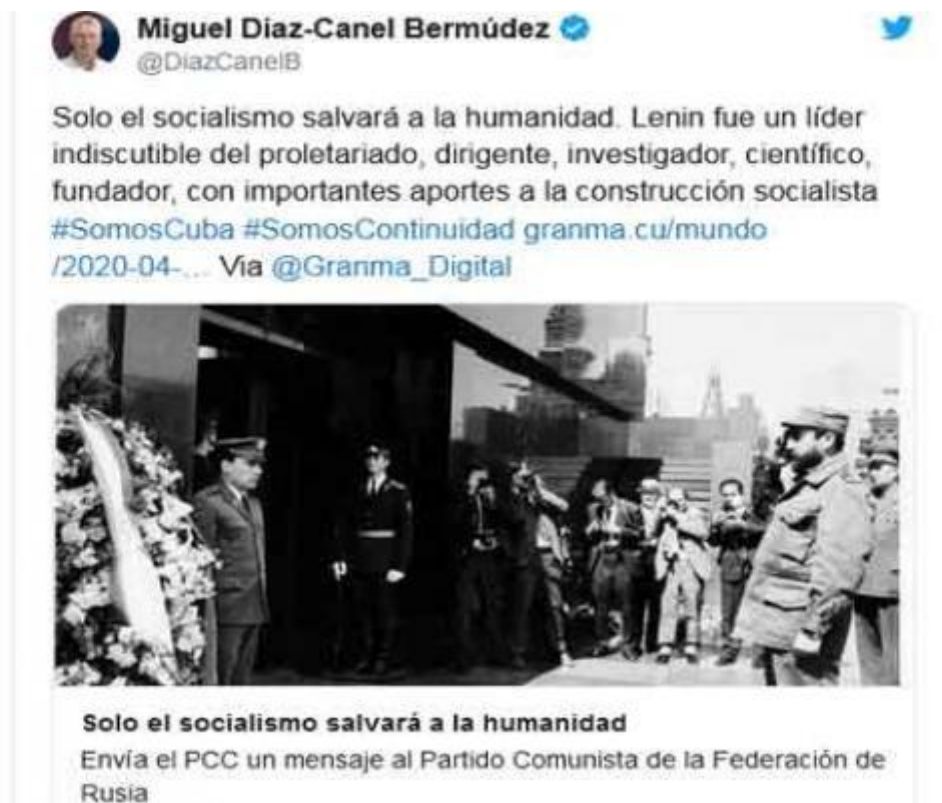 Miguel Diaz-Canel Bermúdez
@DiazCanelB
Solo el socialismo salvará a la humanidad. Lenin fue un líder
indiscutible del proletariado, dirigente, investigador, científico,
fundador, con importantes aportes a la construcción socialista
#SomosCuba #SomosContinuidad granma.cu/mundo
/2020-04-... Via @Granma_Digital
Solo el socialismo salvará a la humanidad
Envía el PCC un mensaje al Partido Comunista de la Federación de
Rusia